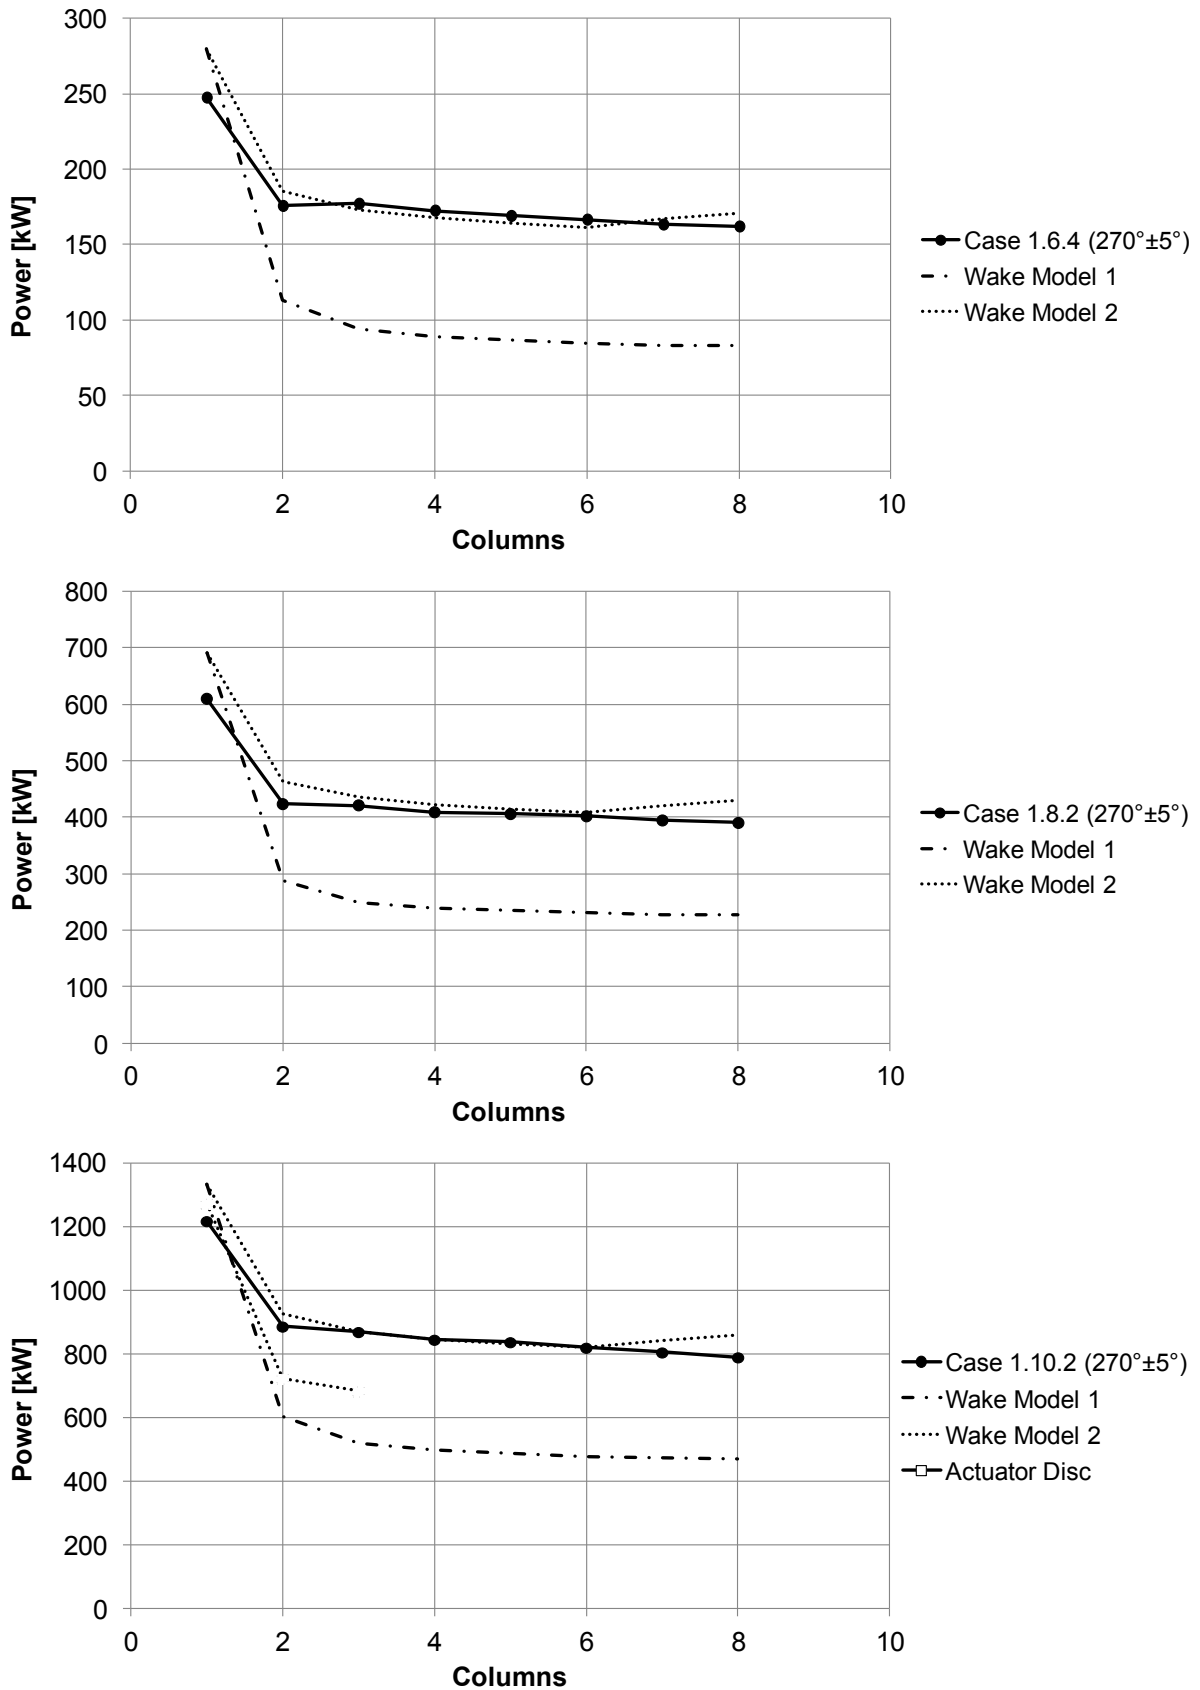 300
250
200
150
100
50
0
0 2 4 6 8 10
Power [kW]
Columns
Case 1.6.4 (270°±5°)
Wake Model 1
Wake Model 2
800
700
600
500
400
300
200
100
0
0 2 4 6 8 10
Power [kW]
Columns
Case 1.8.2 (270°±5°)
Wake Model 1
Wake Model 2
1400
1200
1000
800
600
400
200
0
0 2 4 6 8 10
Power [kW]
Columns
Case 1.10.2 (270°±5°)
Wake Model 1
Wake Model 2
Actuator Disc